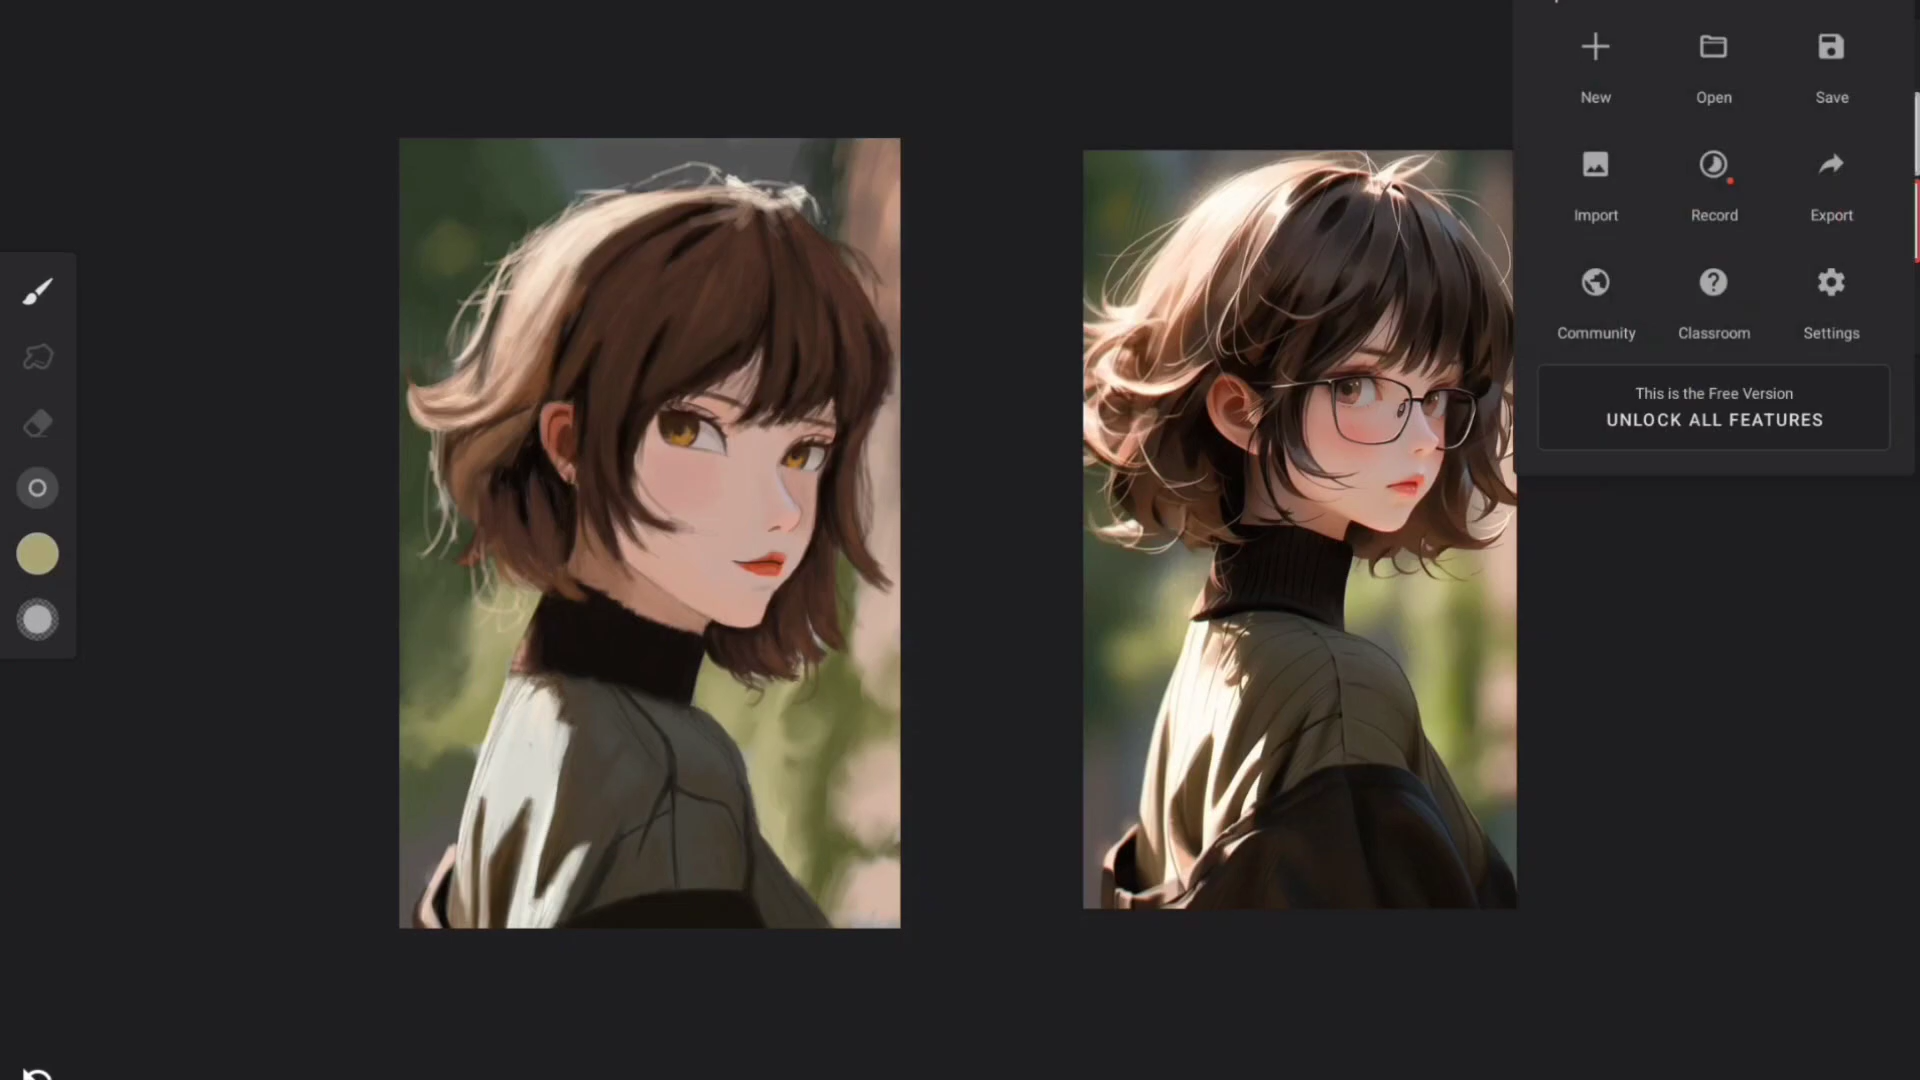 New Open Save
Import Record Export
Community Classroom Settings
This is the Free Version
UNLOCK ALL FEATURES